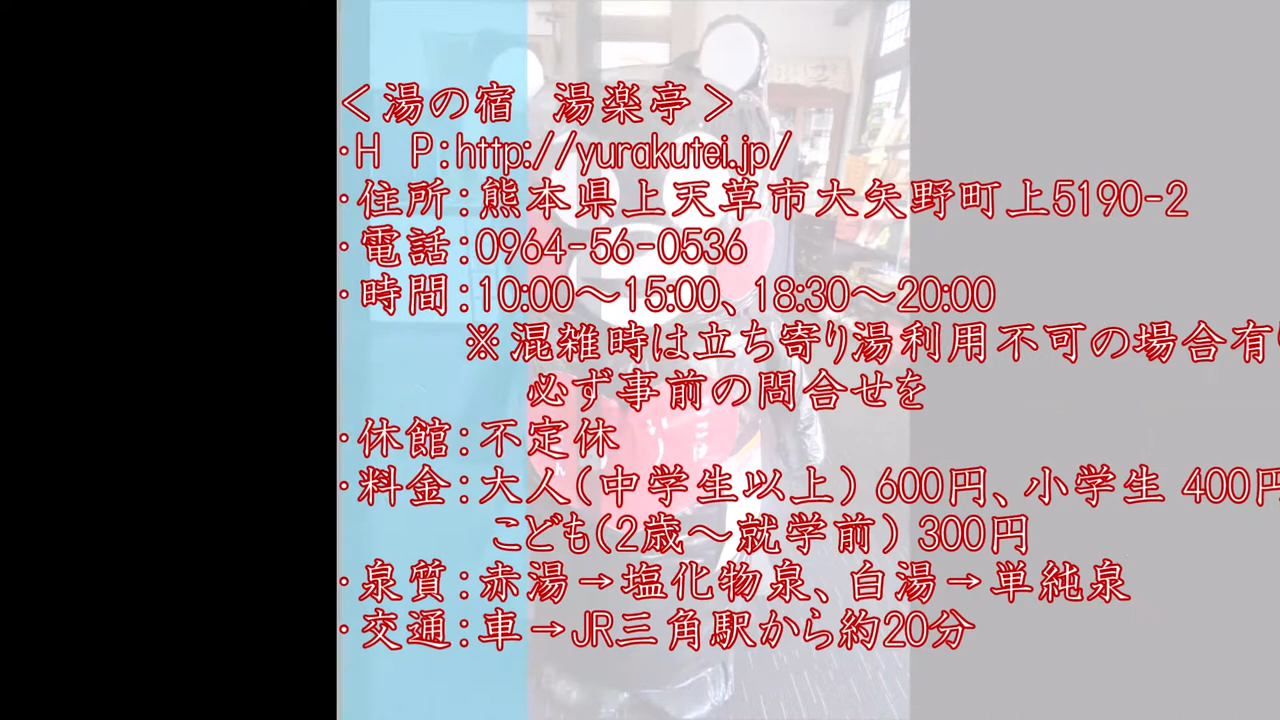 ＜湯の宿　湯楽亭＞
・H　P：http://yurakutei.jp/
・住所：熊本県上天草市大矢野町上5190-2
・電話：0964-56-0536
・時間：10:00～15:00、18:30～20:00
※混雑時は立ち寄り湯利用不可の場合有り
必ず事前の問合せを
・休館：不定休
・料金：大人（中学生以上） 600円、小学生 400円
こども（2歳～就学前） 300円
・泉質：赤湯→塩化物泉、白湯→単純泉
・交通：車→JR三角駅から約20分